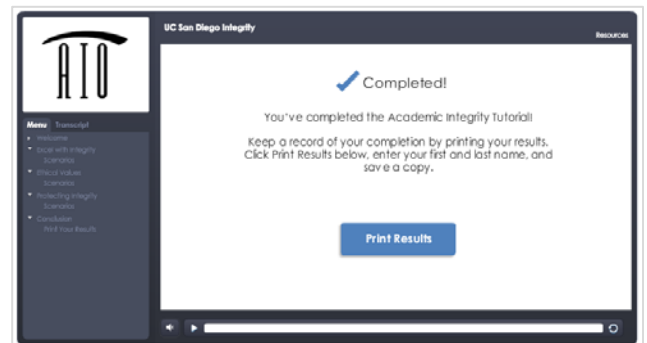 UC San Diego Integrity
Resources
AIO
Menu Transcript
Welcome
Excel with Integrity
Scenarios
Ethical Values
Scenarios
Protecting Integrity
Scenarios
Conclusion
Print Your Results
Completed!
You've completed the Academic Integrity Tutorial!
Keep a record of your completion by printing your results.
Click Print Results below, enter your first and last name, and
save a copy.
Print Results